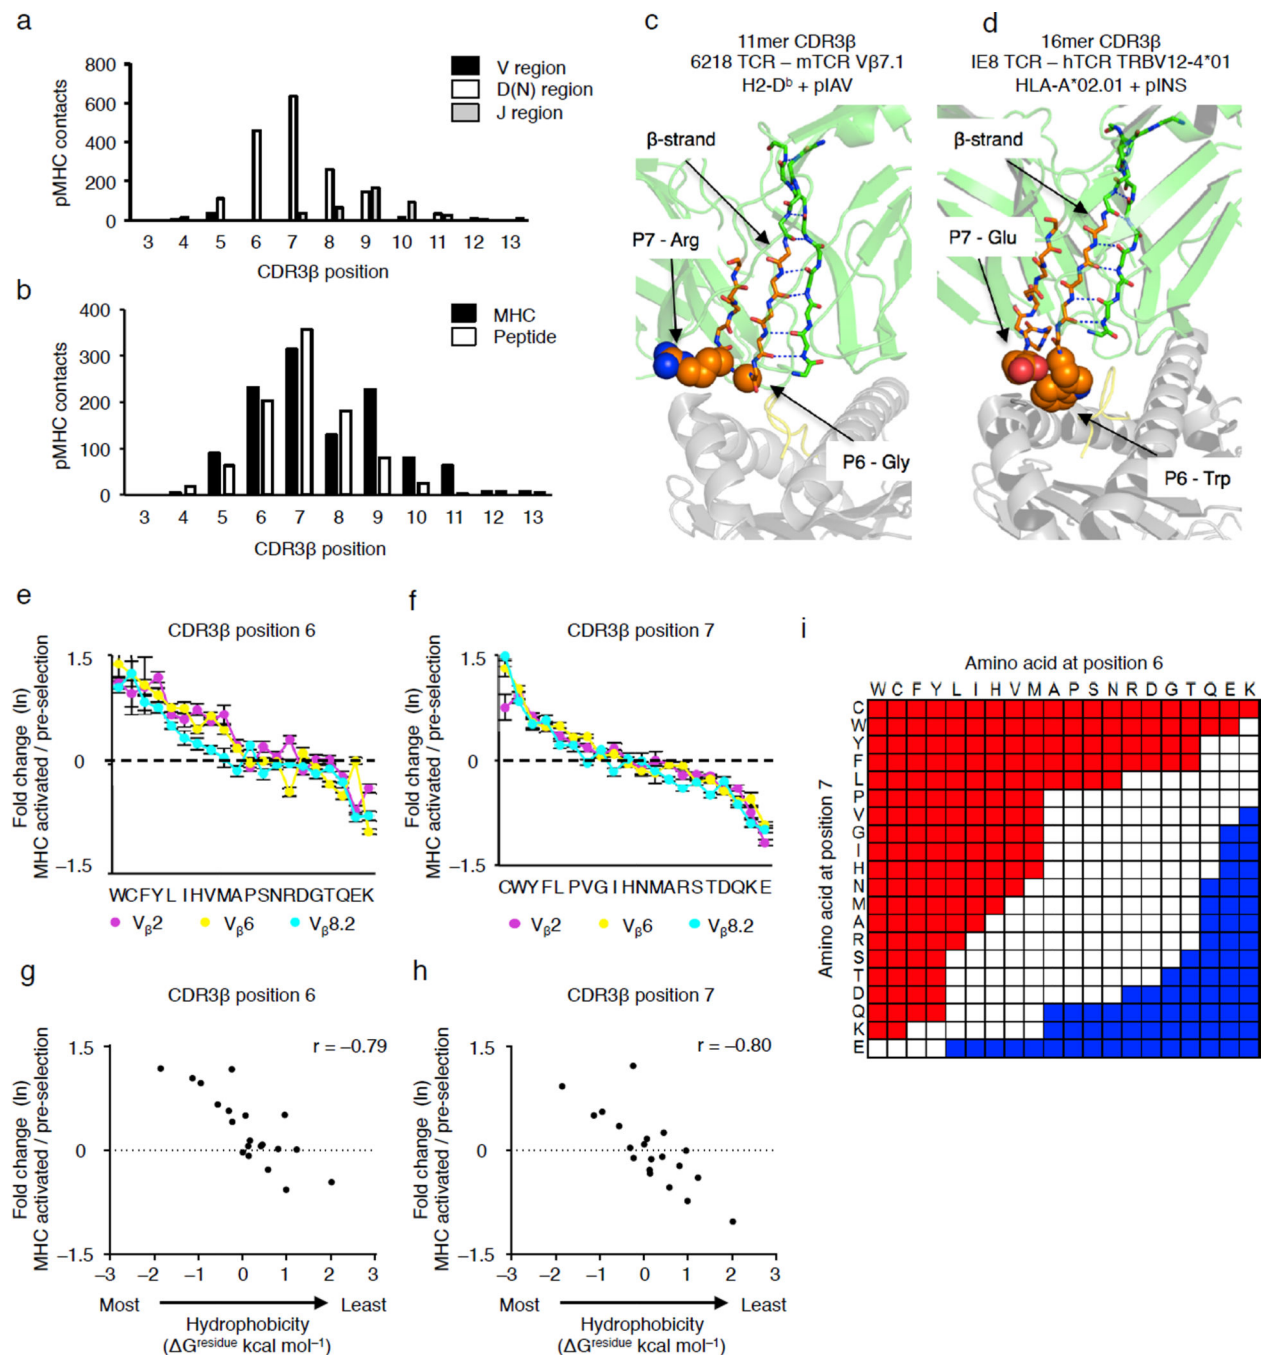 a
800
600
400
200
0
pMHC contacts
V region
D(N) region
J region
3 4 5 6 7 8 9 10 11 12 13
CDR3β position
b
400
300
200
100
0
pMHC contacts
MHC
Peptide
3 4 5 6 7 8 9 10 11 12 13
CDR3β position
c
11mer CDR3β
6218 TCR – mTCR Vβ7.1
H2-Dᵇ + pIAV
β-strand
P7 - Arg
P6 - Gly
d
16mer CDR3β
IE8 TCR – hTCR TRBV12-4*01
HLA-A*02.01 + pINS
β-strand
P7 - Glu
P6 - Trp
e
CDR3β position 6
1.5
0
−1.5
Fold change (ln)
MHC activated / pre-selection
WCFYLIHVMAPSNRDGTQEK
Vβ2 Vβ6 Vβ8.2
f
CDR3β position 7
1.5
0
−1.5
Fold change (ln)
MHC activated / pre-selection
CWYFLPVGIHNMARSTDQKE
Vβ2 Vβ6 Vβ8.2
g
CDR3β position 6
r = −0.79
1.5
0
−1.5
Fold change (ln)
MHC activated / pre-selection
−3 −2 −1 0 1 2 3
Most Least
Hydrophobicity
(ΔGʳᵉˢⁱᵈᵘᵉ kcal mol⁻¹)
h
CDR3β position 7
r = −0.80
1.5
0
−1.5
Fold change (ln)
MHC activated / pre-selection
−3 −2 −1 0 1 2 3
Most Least
Hydrophobicity
(ΔGʳᵉˢⁱᵈᵘᵉ kcal mol⁻¹)
i
Amino acid at position 6
W C F Y L I H V M A P S N R D G T Q E K
Amino acid at position 7
C
W
Y
F
L
P
V
G
I
H
N
M
A
R
S
T
D
Q
K
E